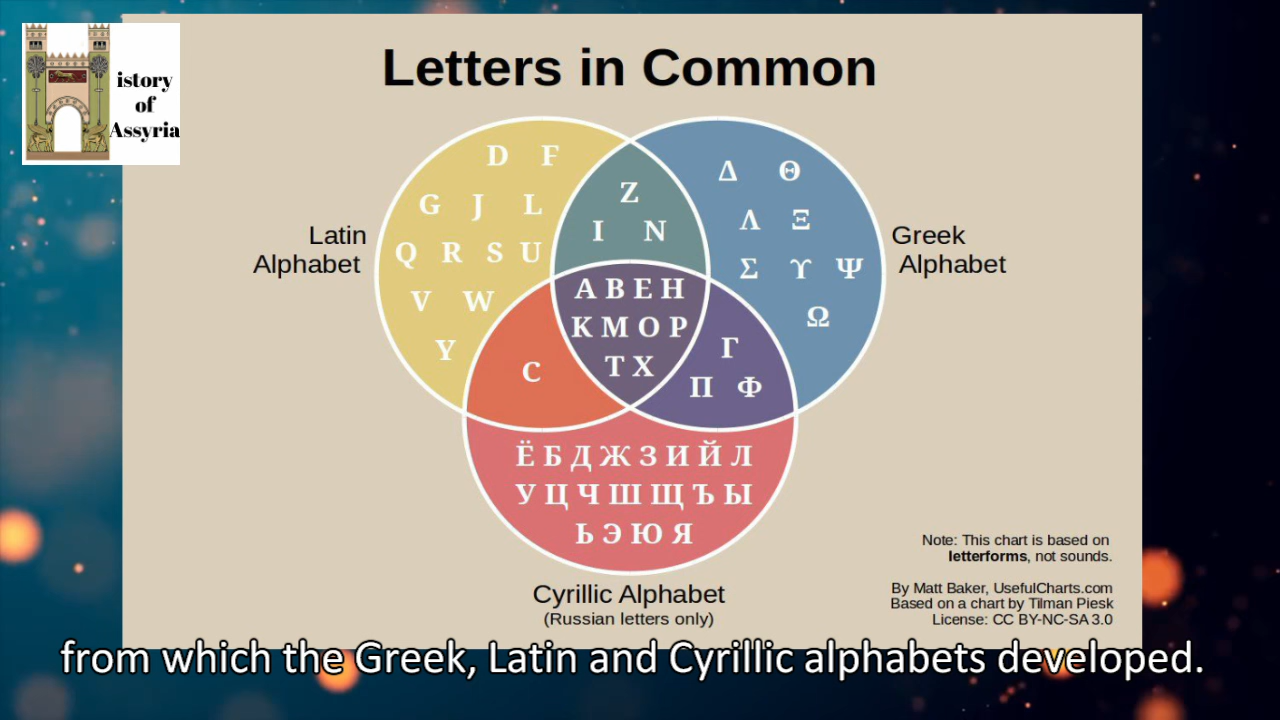 istory
of
Assyria
Letters in Common
D F
G J L
Q R S U
V W
Y
Z
I N
Δ Θ
Λ Ξ
Σ ϒ Ψ
Ω
Latin
Alphabet
Greek
Alphabet
A B E H
K M O P
T X
C
Г
П Ф
Ё Б Д Ж З И Й Л
У Ц Ч Ш Щ Ъ Ы
Ь Э Ю Я
Cyrillic Alphabet
(Russian letters only)
Note: This chart is based on
letterforms, not sounds.
By Matt Baker, UsefulCharts.com
Based on a chart by Tilman Piesk
License: CC BY-NC-SA 3.0
from which the Greek, Latin and Cyrillic alphabets developed.